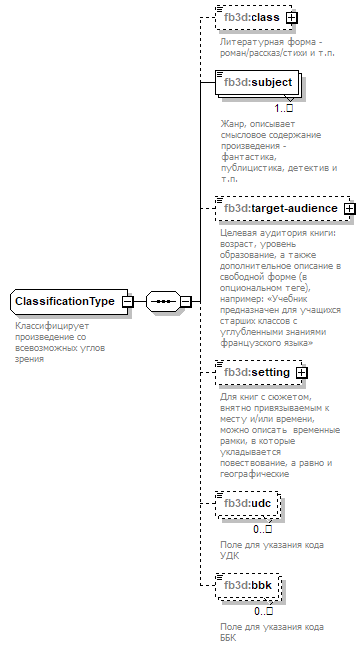 fb3d:class
Литературная форма -
роман/рассказ/стихи и т.п.
fb3d:subject
1..□
Жанр, описывает
смысловое содержание
произведения -
фантастика,
публицистика, детектив и
т.п.
fb3d:target-audience
Целевая аудитория книги:
возраст, уровень
образование, а также
дополнительное описание в
свободной форме (в
опциональном теге),
например: «Учебник
предназначен для учащихся
старших классов с
углубленными знаниями
французского языка»
ClassificationType
Классифицирует
произведение со
всевозможных углов
зрения
fb3d:setting
Для книг с сюжетом,
внятно привязываемым к
месту и/или времени,
можно описать временные
рамки, в которые
укладывается
повествование, а равно и
географические
fb3d:udc
0..□
Поле для указания кода
УДК
fb3d:bbk
0..□
Поле для указания кода
ББК